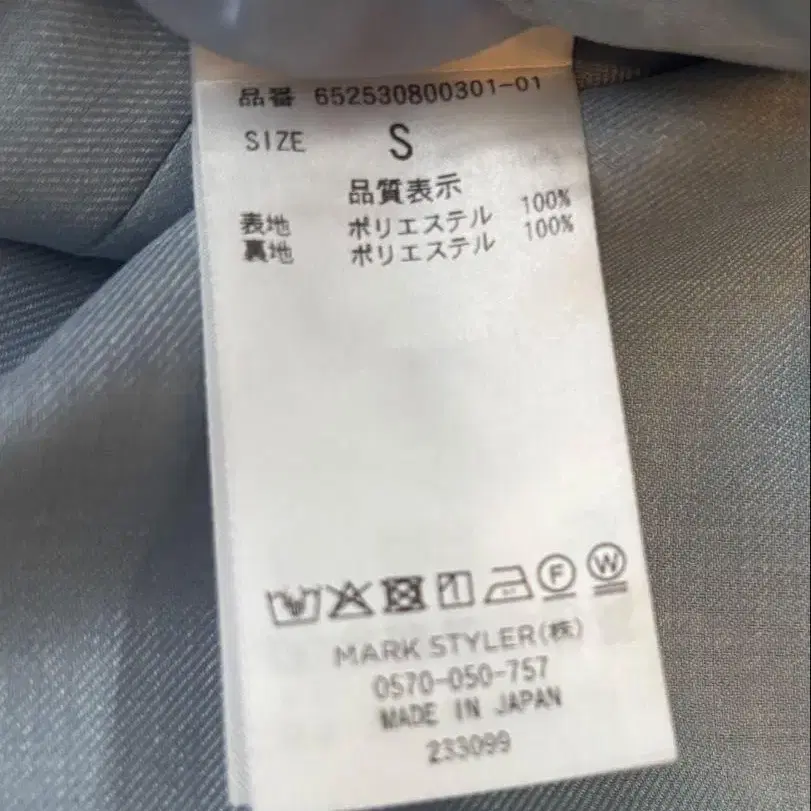 品番 652530800301-01
SIZE S
品質表示
表地 ポリエステル 100%
裏地 ポリエステル 100%
F W
MARK STYLER(株)
0570-050-757
MADE IN JAPAN
233099